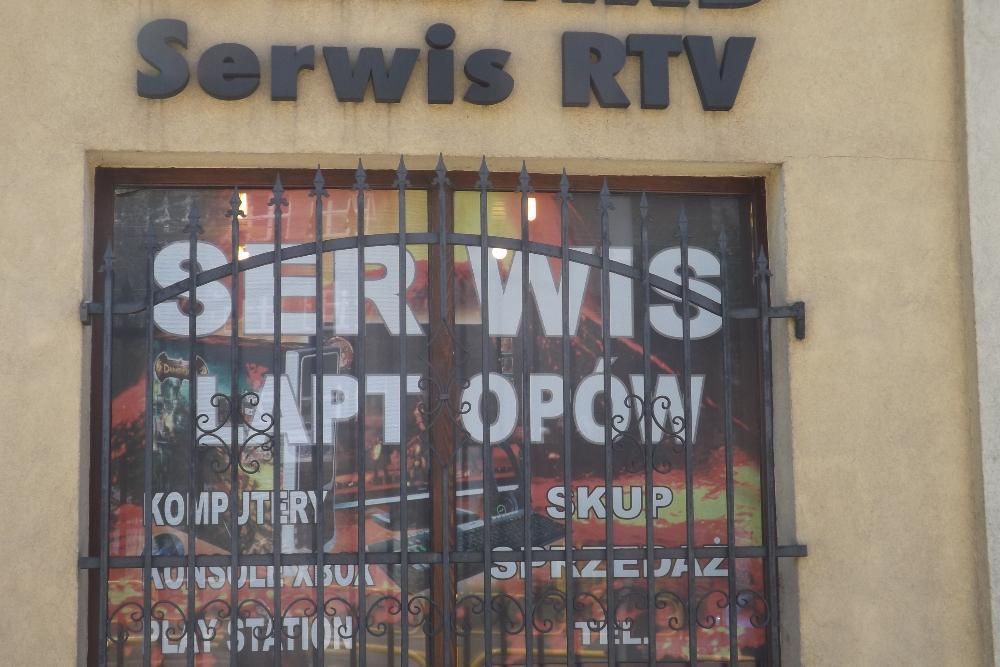 Serwis RTV
SERWIS
LAPTOPÓW
KOMPUTERY
SKUP
KONSOLE XBOX
SPRZEDAŻ
PLAY STATION
TEL.